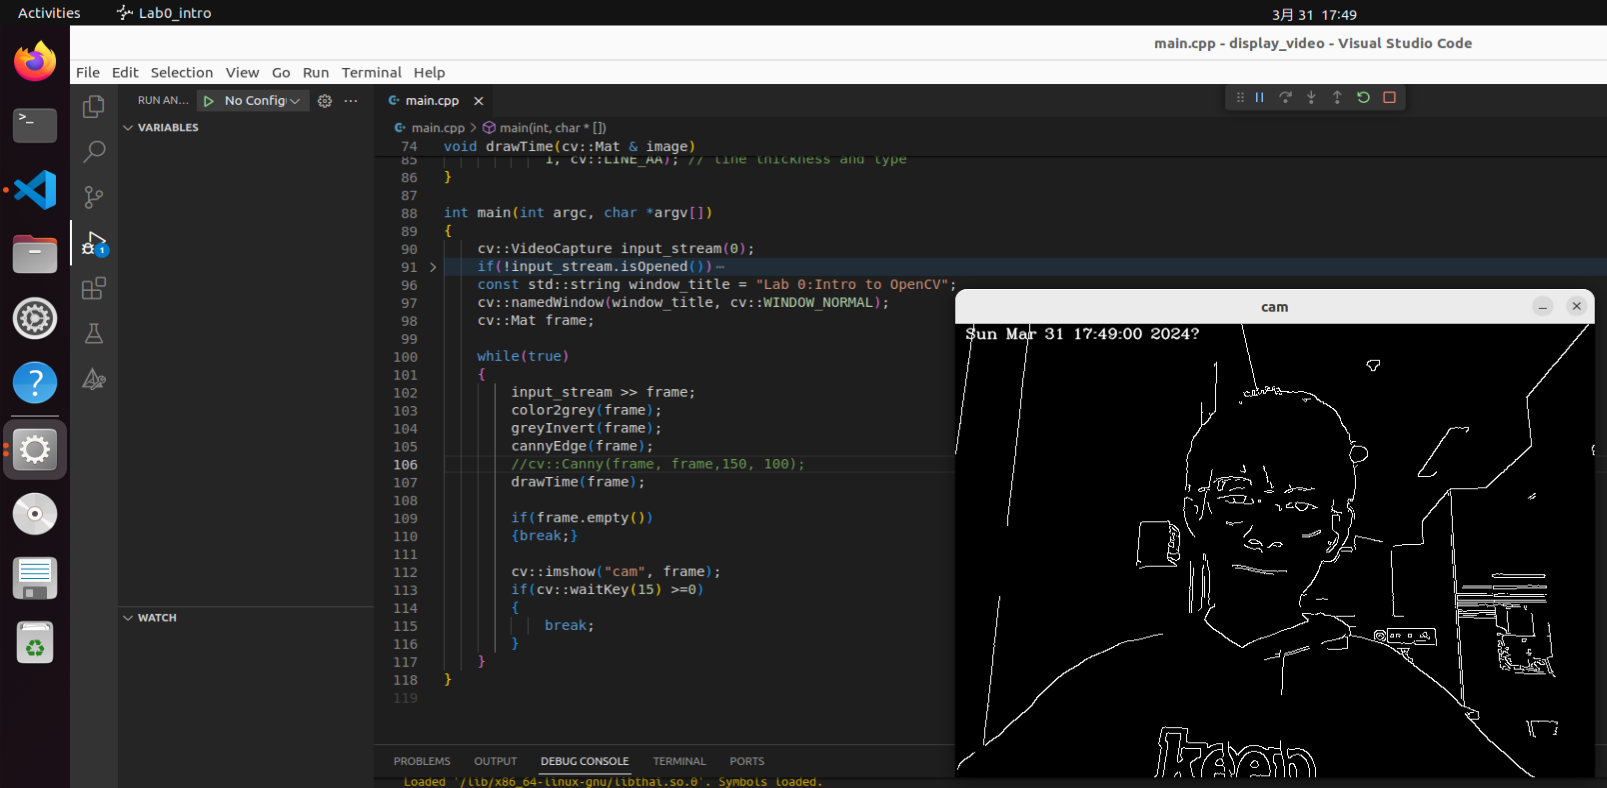 Activities
Lab0_intro
3月 31 17:49
main.cpp - display_video - Visual Studio Code
File Edit Selection View Go Run Terminal Help
RUN AN...
No Config
main.cpp
VARIABLES
main.cpp > main(int, char * [])
74 void drawTime(cv::Mat & image)
85 1, cv::LINE_AA); // line thickness and type
86 }
87
88 int main(int argc, char *argv[])
89 {
90 cv::VideoCapture input_stream(0);
91 if(!input_stream.isOpened())
96 const std::string window_title = "Lab 0:Intro to OpenCV";
97 cv::namedWindow(window_title, cv::WINDOW_NORMAL);
98 cv::Mat frame;
99
100 while(true)
101 {
102 input_stream >> frame;
103 color2grey(frame);
104 greyInvert(frame);
105 cannyEdge(frame);
106 //cv::Canny(frame, frame,150, 100);
107 drawTime(frame);
108
109 if(frame.empty())
110 {break;}
111
112 cv::imshow("cam", frame);
113 if(cv::waitKey(15) >=0)
114 {
115 break;
116 }
117 }
118 }
119
1
WATCH
PROBLEMS OUTPUT DEBUG CONSOLE TERMINAL PORTS
Loaded '/lib/x86_64-linux-gnu/libthai.so.0'. Symbols loaded.
cam
Sun Mar 31 17:49:00 2024?
keep